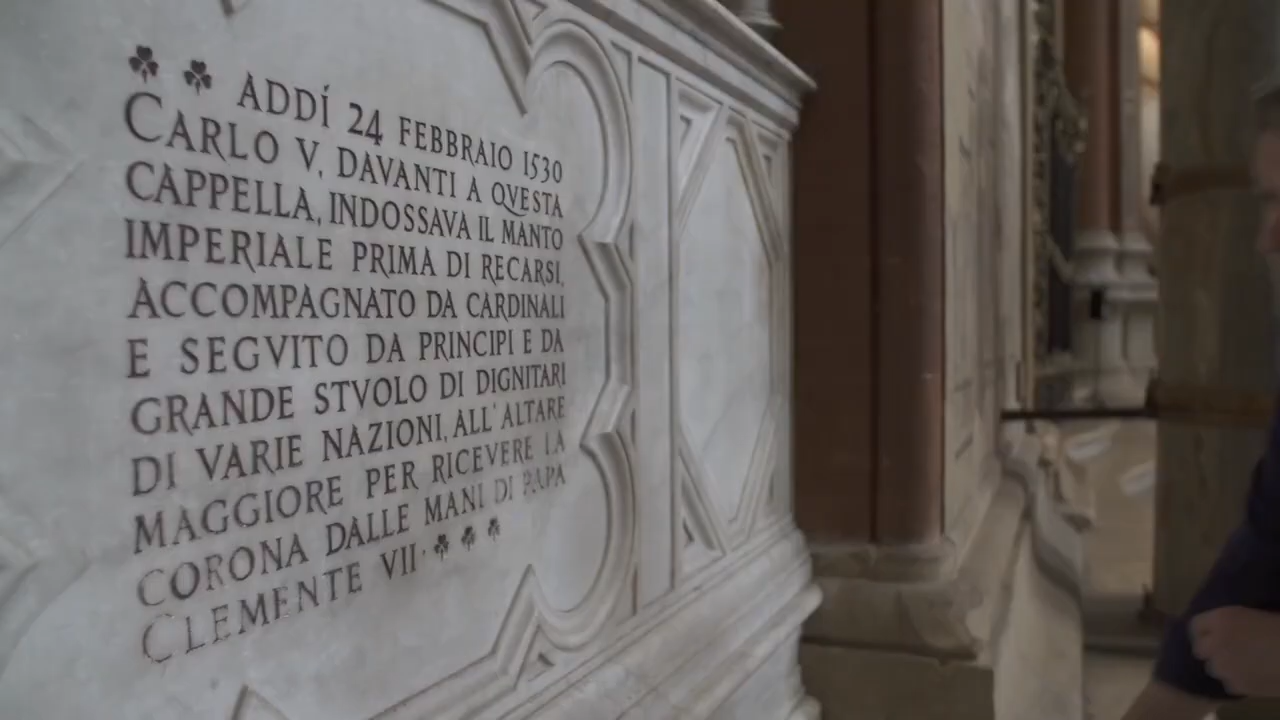 ADDÍ 24 FEBBRAIO 1530
CARLO V, DAVANTI A QVESTA
CAPPELLA, INDOSSAVA IL MANTO
IMPERIALE PRIMA DI RECARSI,
ACCOMPAGNATO DA CARDINALI
E SEGVITO DA PRINCIPI E DA
GRANDE STVOLO DI DIGNITARI
DI VARIE NAZIONI, ALL'ALTARE
MAGGIORE PER RICEVERE LA
CORONA DALLE MANI DI PAPA
CLEMENTE VII·